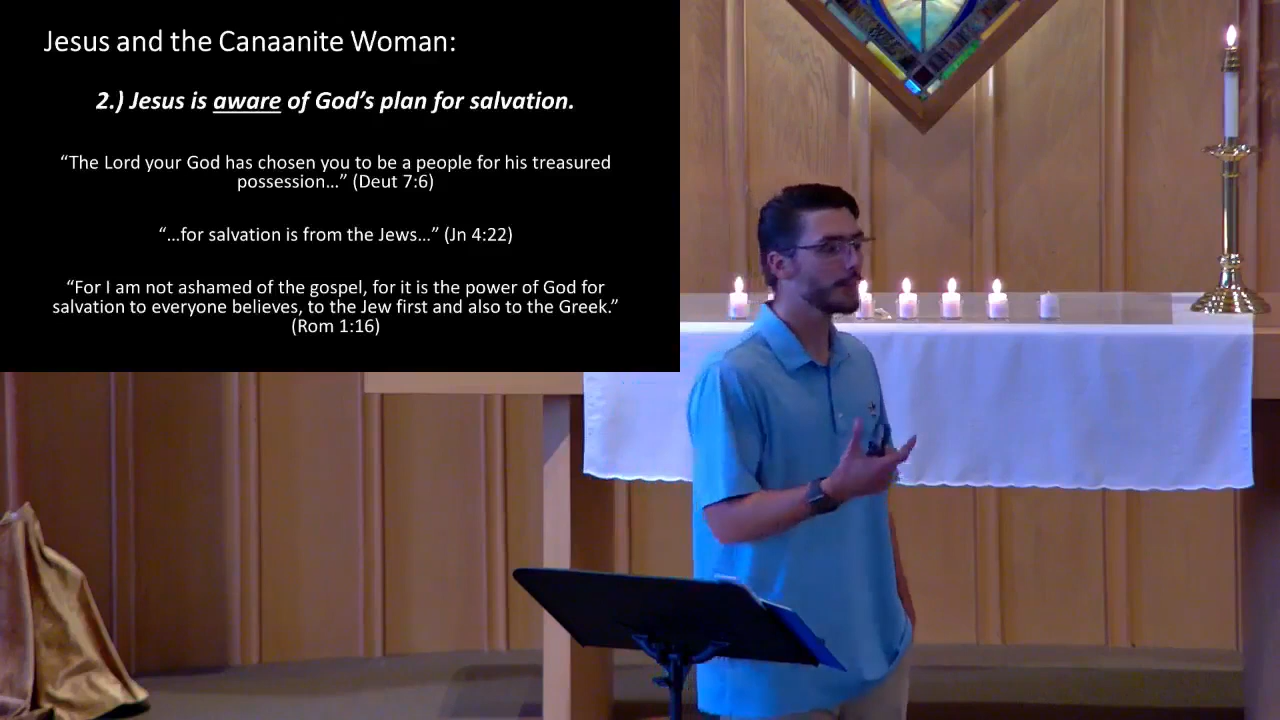 Jesus and the Canaanite Woman:
2.) Jesus is aware of God’s plan for salvation.
“The Lord your God has chosen you to be a people for his treasured
possession…” (Deut 7:6)
“…for salvation is from the Jews…” (Jn 4:22)
“For I am not ashamed of the gospel, for it is the power of God for
salvation to everyone believes, to the Jew first and also to the Greek.”
(Rom 1:16)